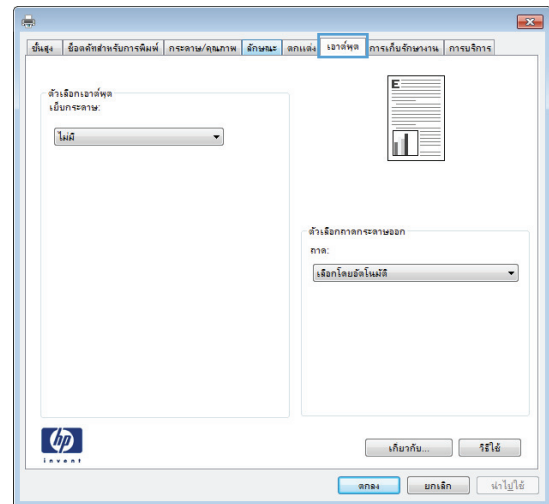 ขั้นสูง ช็อตคัทสำหรับการพิมพ์ กระดาษ/คุณภาพ ลักษณะ ตกแต่ง เอาต์พุต การเก็บรักษางาน การบริการ
ตัวเลือกเอาต์พุต
เย็บกระดาษ:
ไม่มี
E
ตัวเลือกถาดกระดาษออก
ถาด:
เลือกโดยอัตโนมัติ
hp
invent
เกี่ยวกับ... วิธีใช้
ตกลง ยกเลิก นำไปใช้